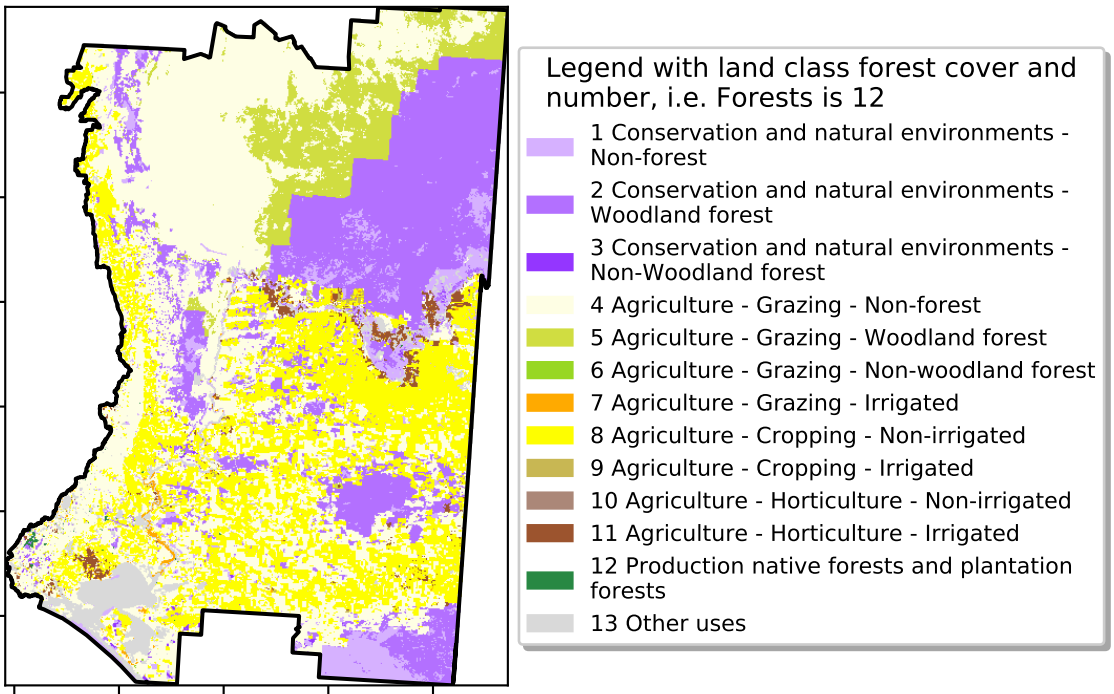 Legend with land class forest cover and
number, i.e. Forests is 12
1 Conservation and natural environments -
Non-forest
2 Conservation and natural environments -
Woodland forest
3 Conservation and natural environments -
Non-Woodland forest
4 Agriculture - Grazing - Non-forest
5 Agriculture - Grazing - Woodland forest
6 Agriculture - Grazing - Non-woodland forest
7 Agriculture - Grazing - Irrigated
8 Agriculture - Cropping - Non-irrigated
9 Agriculture - Cropping - Irrigated
10 Agriculture - Horticulture - Non-irrigated
11 Agriculture - Horticulture - Irrigated
12 Production native forests and plantation
forests
13 Other uses